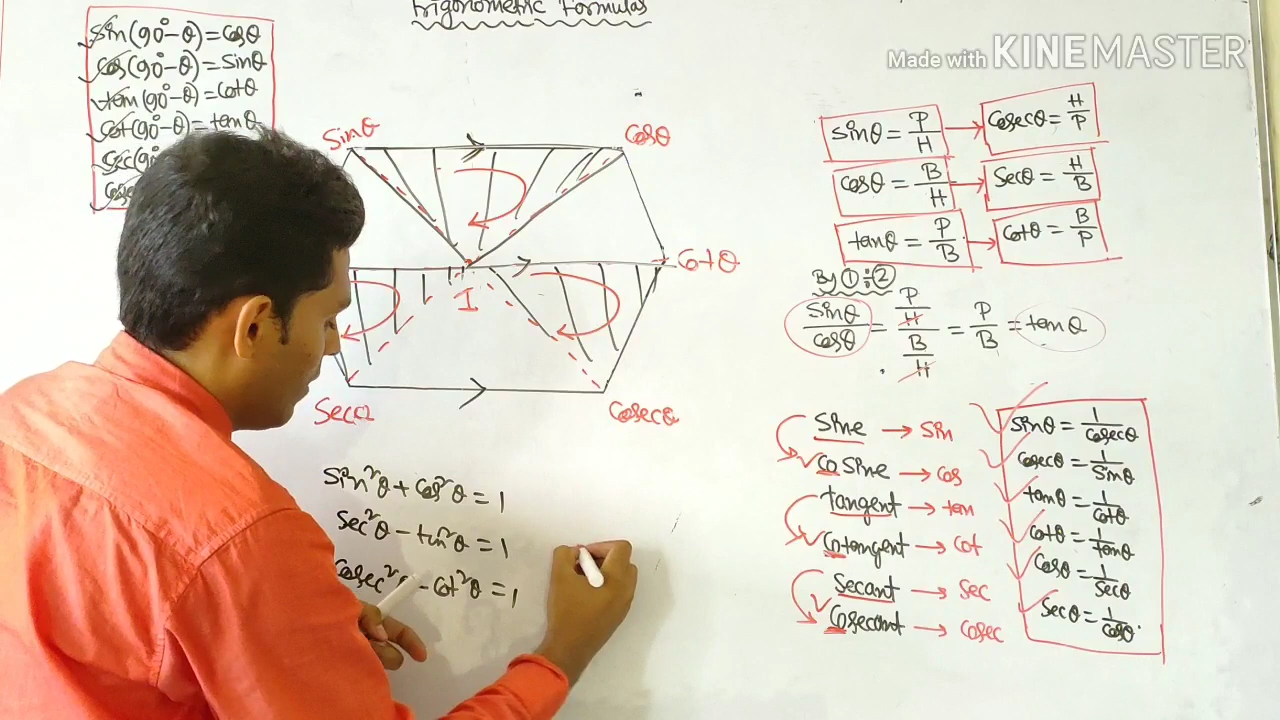 Trigonometric Formulas
Made with KINEMASTER
sin(90°-θ)=cosθ
cos(90°-θ)=sinθ
tan(90°-θ)=cotθ
cot(90°-θ)=tanθ
sec(90°
cosec
sinθ
cosθ
cotθ
I
secθ
cosecθ
sin²θ+cos²θ=1
sec²θ-tan²θ=1
cosec²θ-cot²θ=1
sinθ=P/H → cosecθ=H/P
cosθ=B/H → secθ=H/B
tanθ=P/B → cotθ=B/P
By ①÷②
sinθ/cosθ = (P/H)/(B/H) = P/B = tanθ
sine → sin
cosine → cos
tangent → tan
cotangent → cot
secant → sec
cosecant → cosec
sinθ=1/cosecθ
cosecθ=1/sinθ
tanθ=1/cotθ
cotθ=1/tanθ
cosθ=1/secθ
secθ=1/cosθ